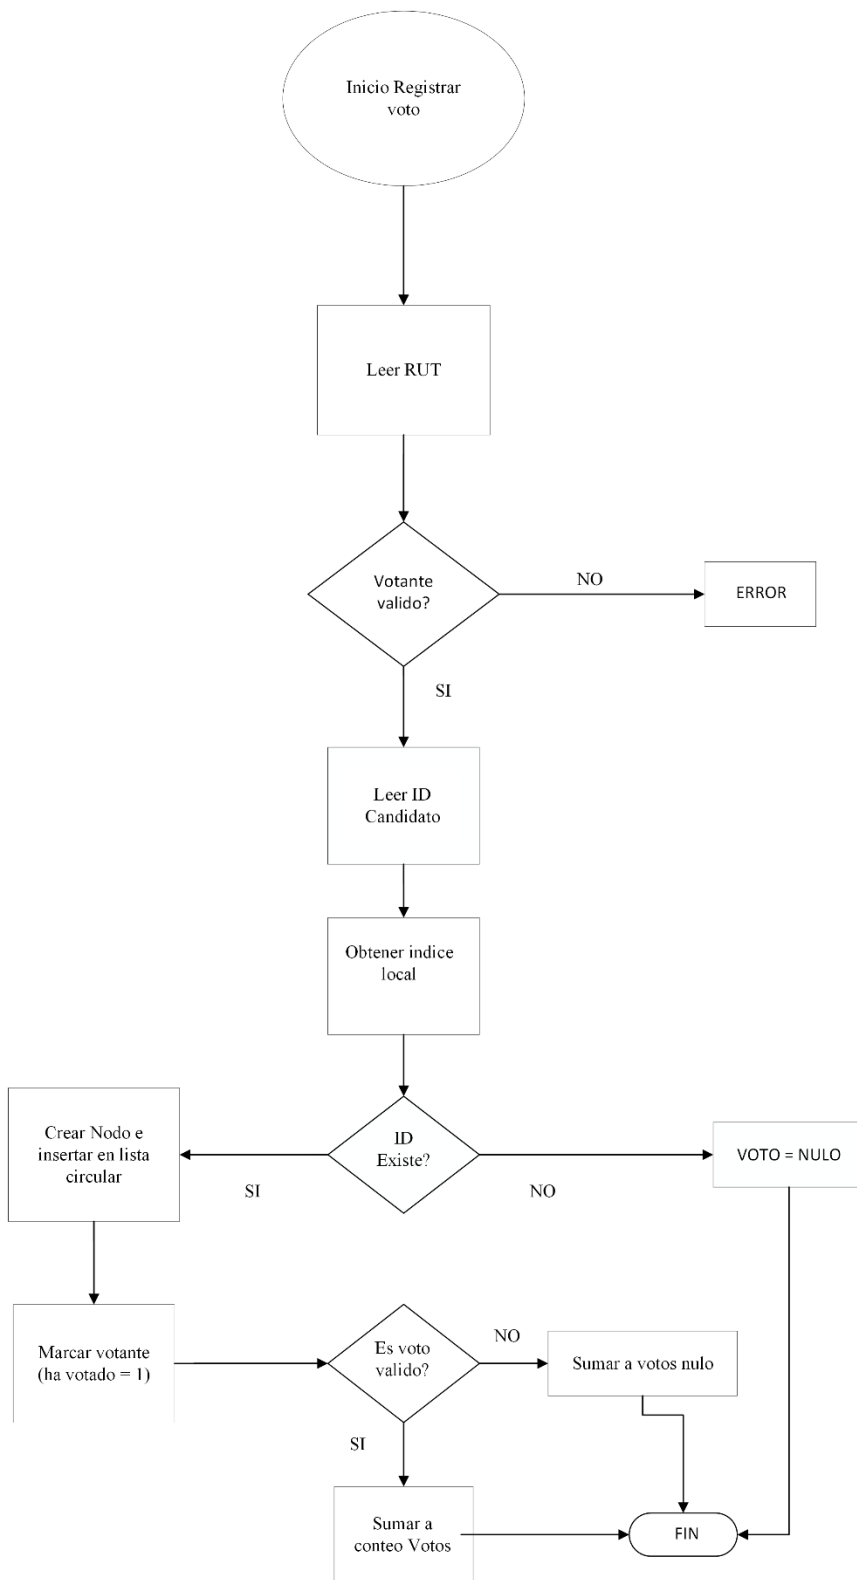 Inicio Registrar
voto
Leer RUT
Votante
valido?
NO
ERROR
SI
Leer ID
Candidato
Obtener indice
local
Crear Nodo e
insertar en lista
circular
ID
Existe?
SI
NO
VOTO = NULO
Marcar votante
(ha votado = 1)
Es voto
valido?
NO
Sumar a votos nulo
SI
Sumar a
conteo Votos
FIN